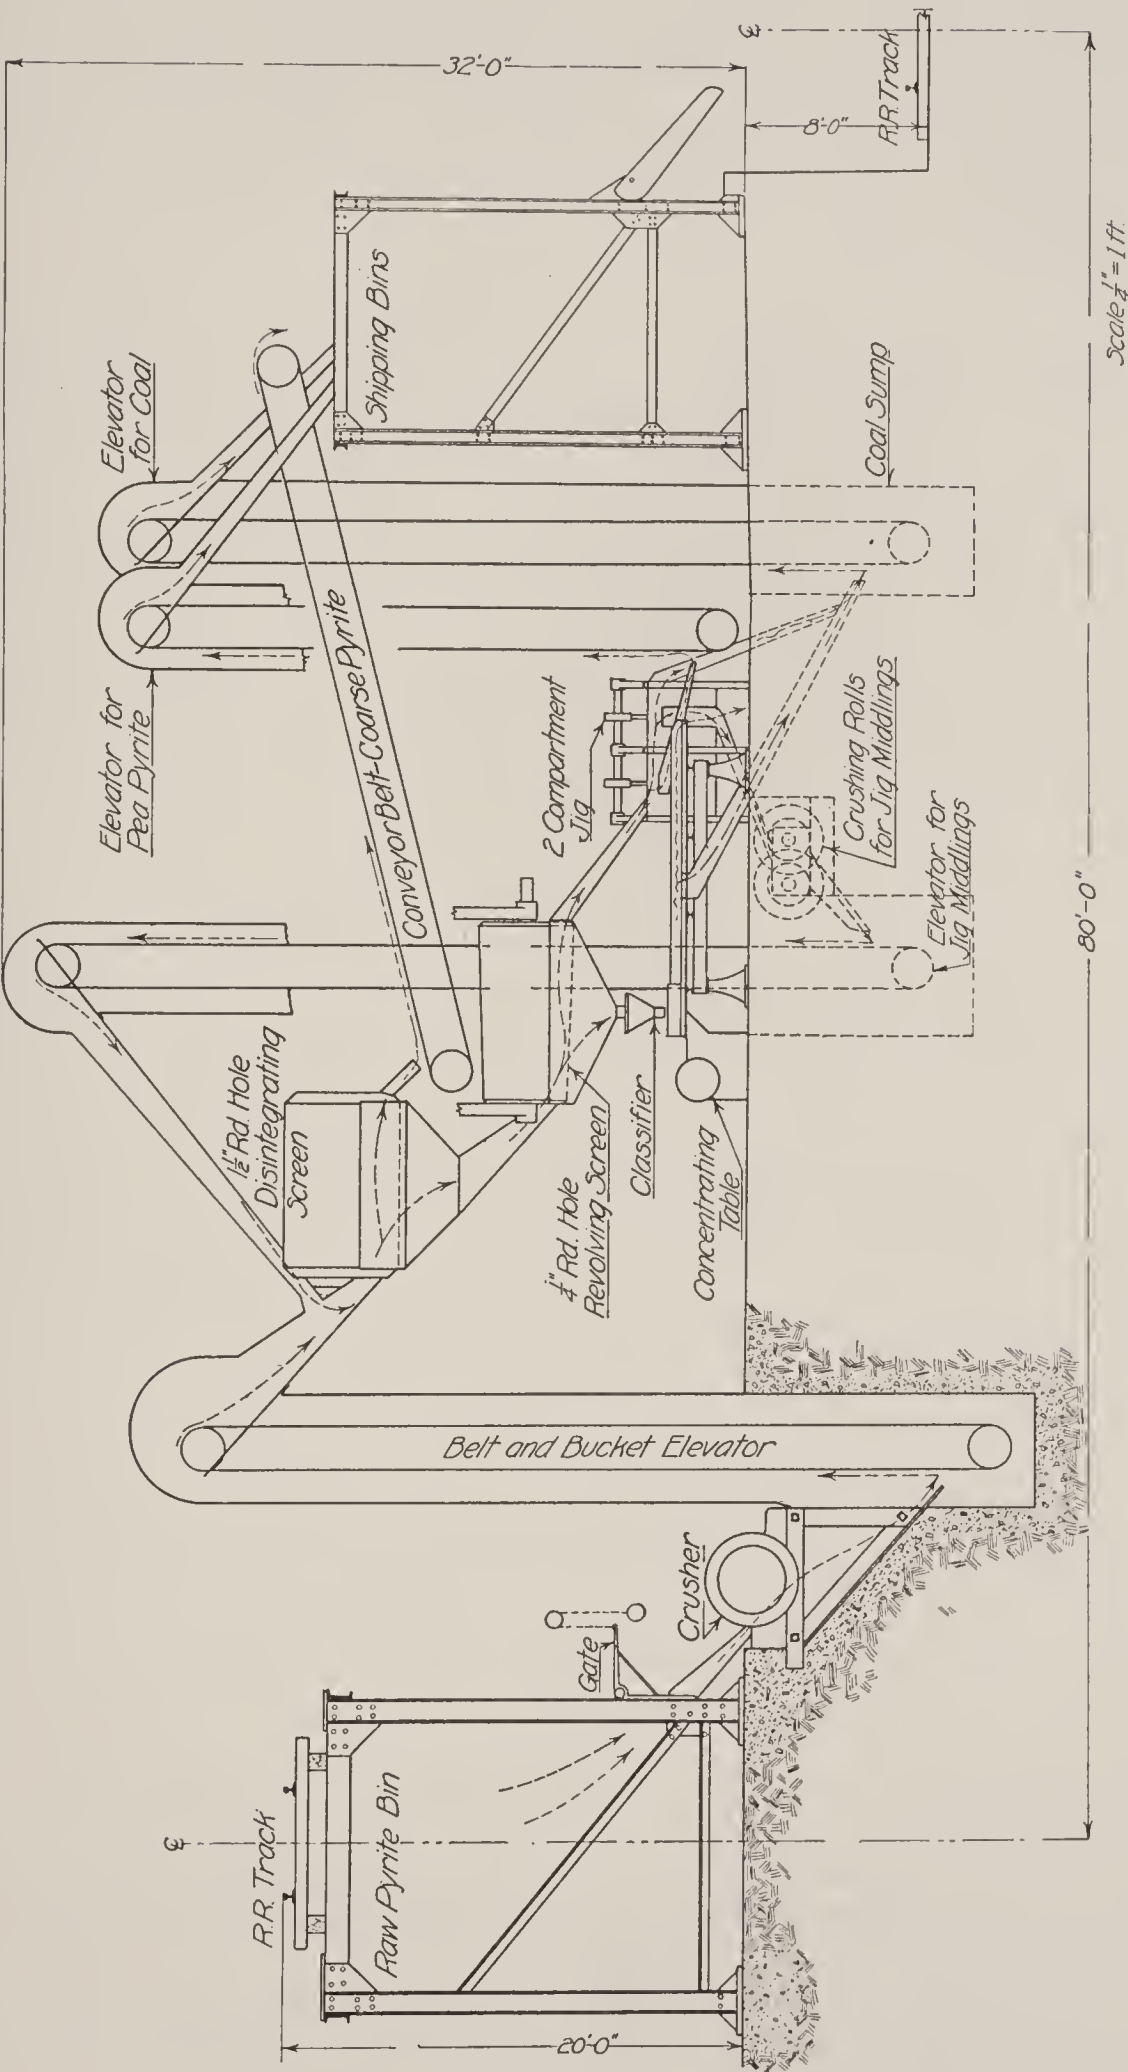 32'-0"
℄
R.R. Track
8'-0"
Scale ¼" = 1 ft.
Shipping Bins
Elevator
for Coal
Coal Sump
Elevator for
Pea Pyrite
Conveyor Belt-Coarse Pyrite
2 Compartment
Jig
Crushing Rolls
for Jig Middlings
Elevator for
Jig Middlings
80'-0"
1½" Rd. Hole
Disintegrating
Screen
¼" Rd. Hole
Revolving Screen
Classifier
Concentrating
Table
Belt and Bucket Elevator
Crusher
Gate
℄
R.R. Track
Raw Pyrite Bin
20'-0"